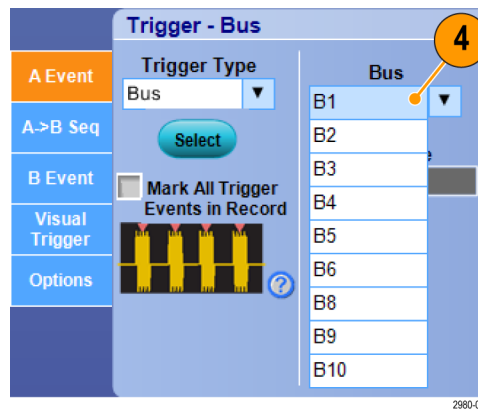 Trigger - Bus
4
A Event
A->B Seq
B Event
Visual
Trigger
Options
Trigger Type
Bus
Select
Mark All Trigger
Events in Record
?
Bus
B1
B2
B3
B4
B5
B6
B8
B9
B10